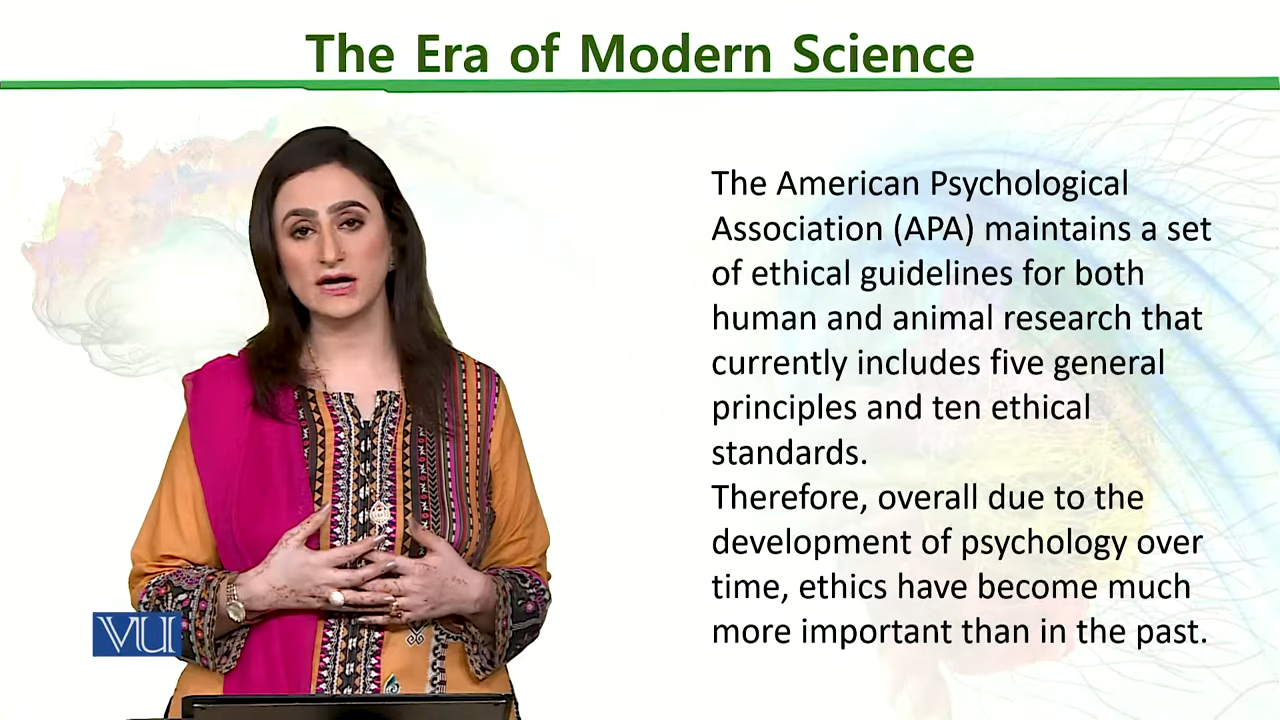 The Era of Modern Science
The American Psychological
Association (APA) maintains a set
of ethical guidelines for both
human and animal research that
currently includes five general
principles and ten ethical
standards.
Therefore, overall due to the
development of psychology over
time, ethics have become much
more important than in the past.
VU